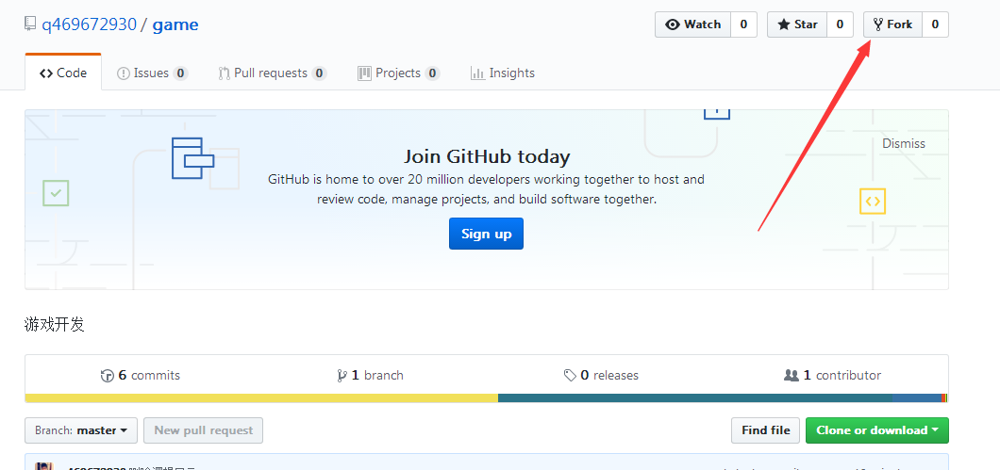 q469672930 / game
Watch 0 Star 0 Fork 0
Code Issues 0 Pull requests 0 Projects 0 Insights
Join GitHub today
Dismiss
GitHub is home to over 20 million developers working together to host and
review code, manage projects, and build software together.
Sign up
游戏开发
6 commits 1 branch 0 releases 1 contributor
Branch: master New pull request Find file Clone or download